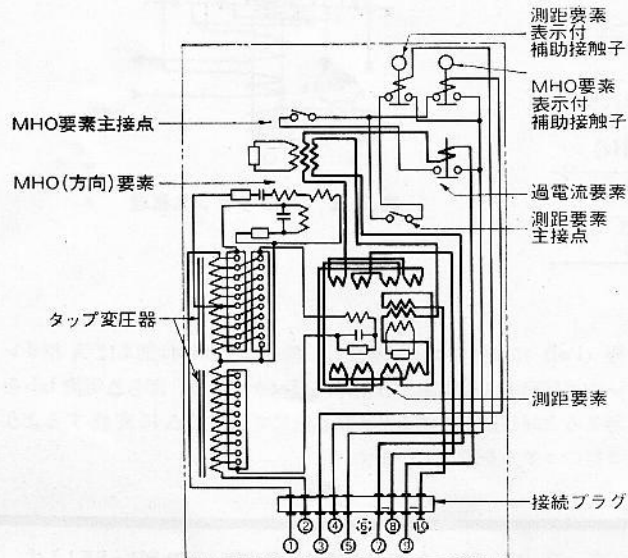 測距要素
表示付
補助接触子
MHO要素
表示付
補助接触子
MHO要素主接点
MHO(方向)要素
過電流要素
測距要素
主接点
タップ変圧器
測距要素
接続プラグ
① ② ③ ④ ⑤ ⑥ ⑦ ⑧ ⑨ ⑩